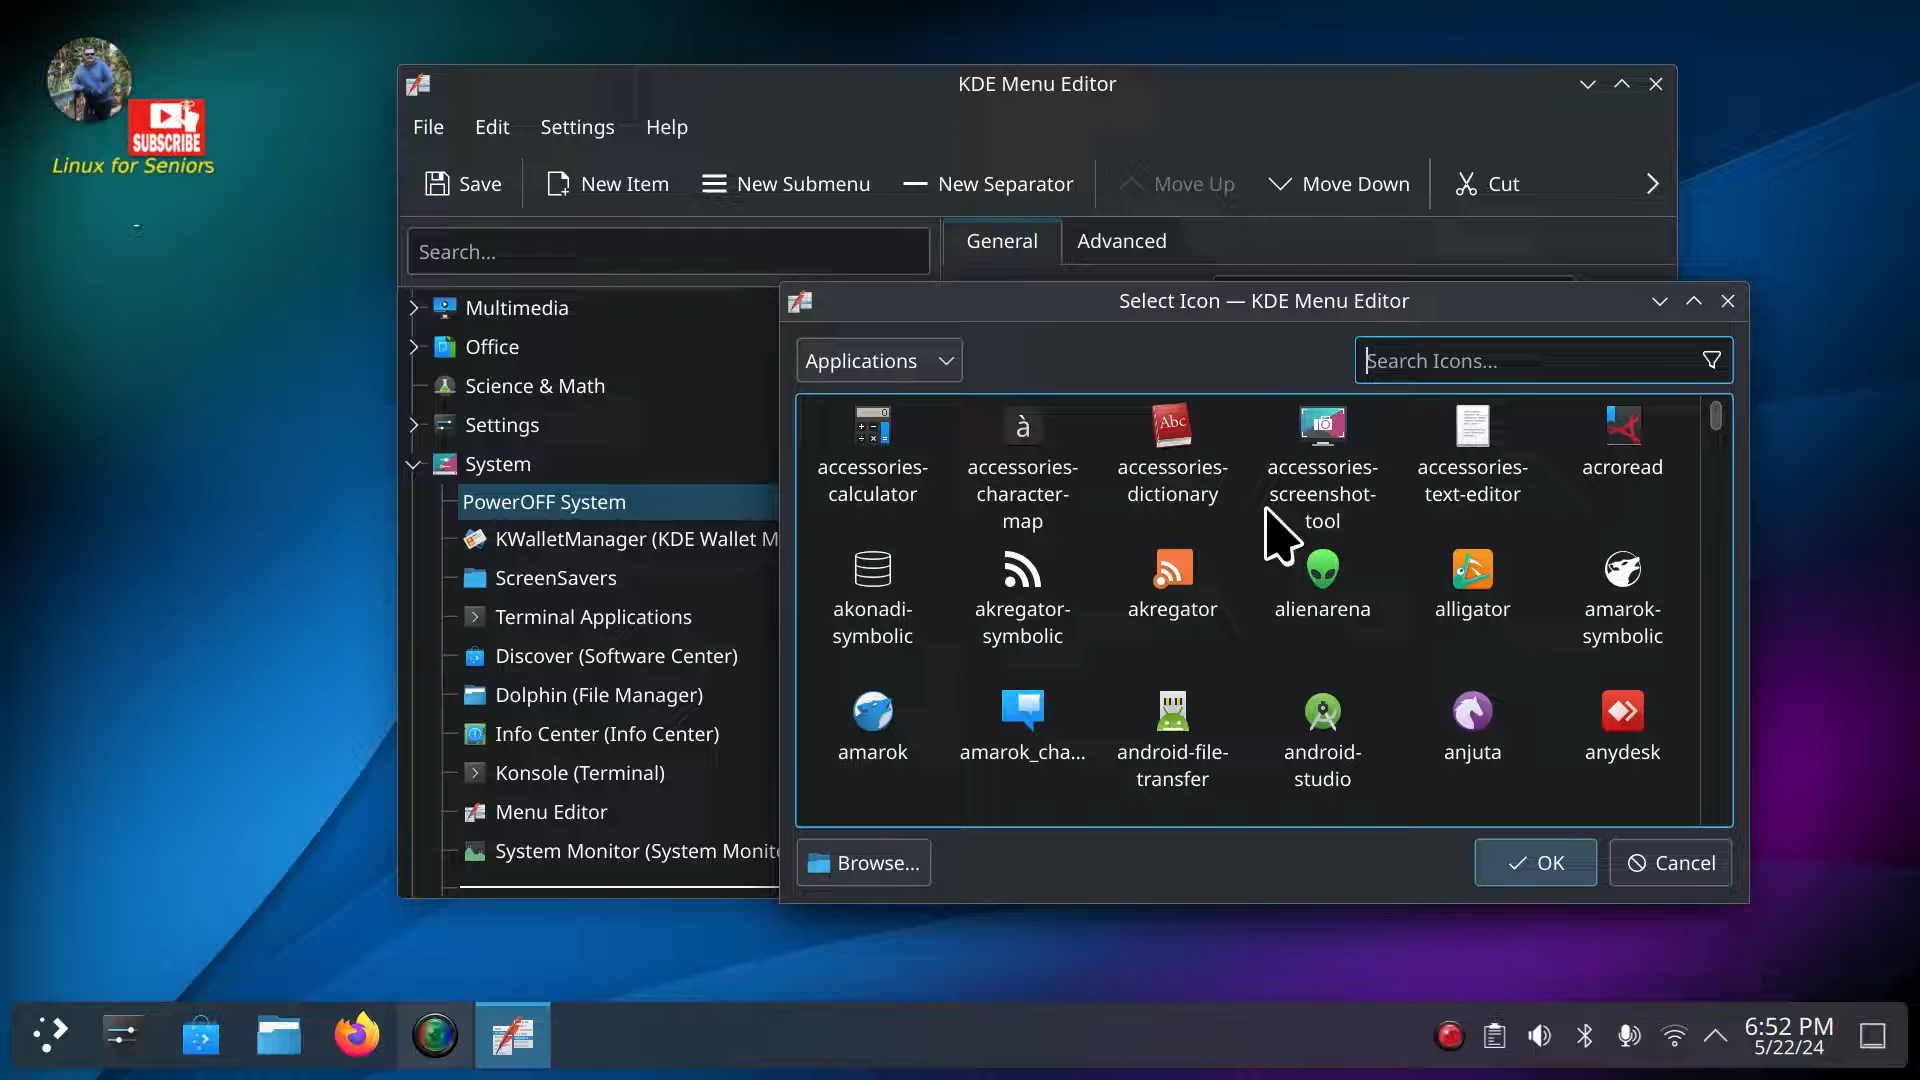 SUBSCRIBE
Linux for Seniors
KDE Menu Editor
File Edit Settings Help
Save New Item New Submenu New Separator Move Up Move Down Cut
Search...
General Advanced
Multimedia
Office
Science & Math
Settings
System
PowerOFF System
KWalletManager (KDE Wallet M
ScreenSavers
Terminal Applications
Discover (Software Center)
Dolphin (File Manager)
Info Center (Info Center)
Konsole (Terminal)
Menu Editor
System Monitor (System Monit
Select Icon — KDE Menu Editor
Applications
Search Icons...
Abc
à
accessories-
calculator
accessories-
character-
map
accessories-
dictionary
accessories-
screenshot-
tool
accessories-
text-editor
acroread
akonadi-
symbolic
akregator-
symbolic
akregator
alienarena
alligator
amarok-
symbolic
amarok
amarok_cha...
android-file-
transfer
android-
studio
anjuta
anydesk
Browse...
OK
Cancel
6:52 PM
5/22/24